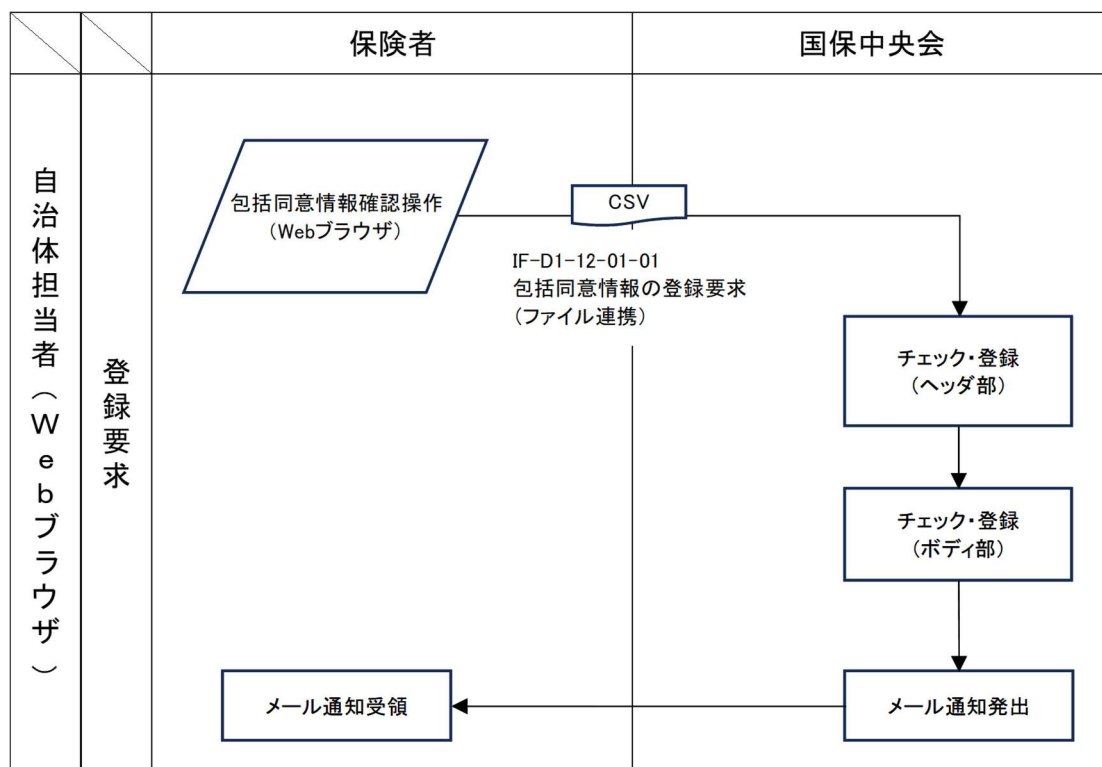 保険者
国保中央会
自治体担当者（Ｗｅｂブラウザ）
登録要求
包括同意情報確認操作
（Webブラウザ）
CSV
IF-D1-12-01-01
包括同意情報の登録要求
（ファイル連携）
チェック・登録
（ヘッダ部）
チェック・登録
（ボディ部）
メール通知受領
メール通知発出